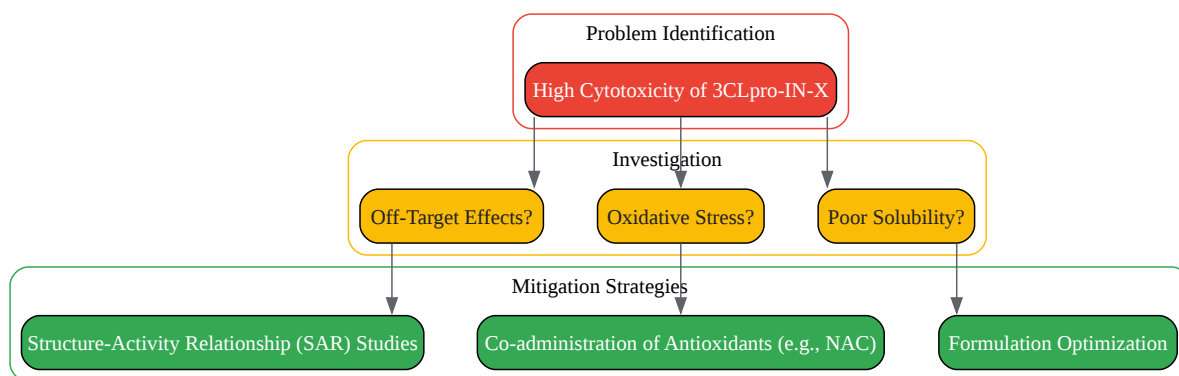 Problem Identification
High Cytotoxicity of 3CLpro-IN-X
Investigation
Off-Target Effects?
Oxidative Stress?
Poor Solubility?
Mitigation Strategies
Structure-Activity Relationship (SAR) Studies
Co-administration of Antioxidants (e.g., NAC)
Formulation Optimization